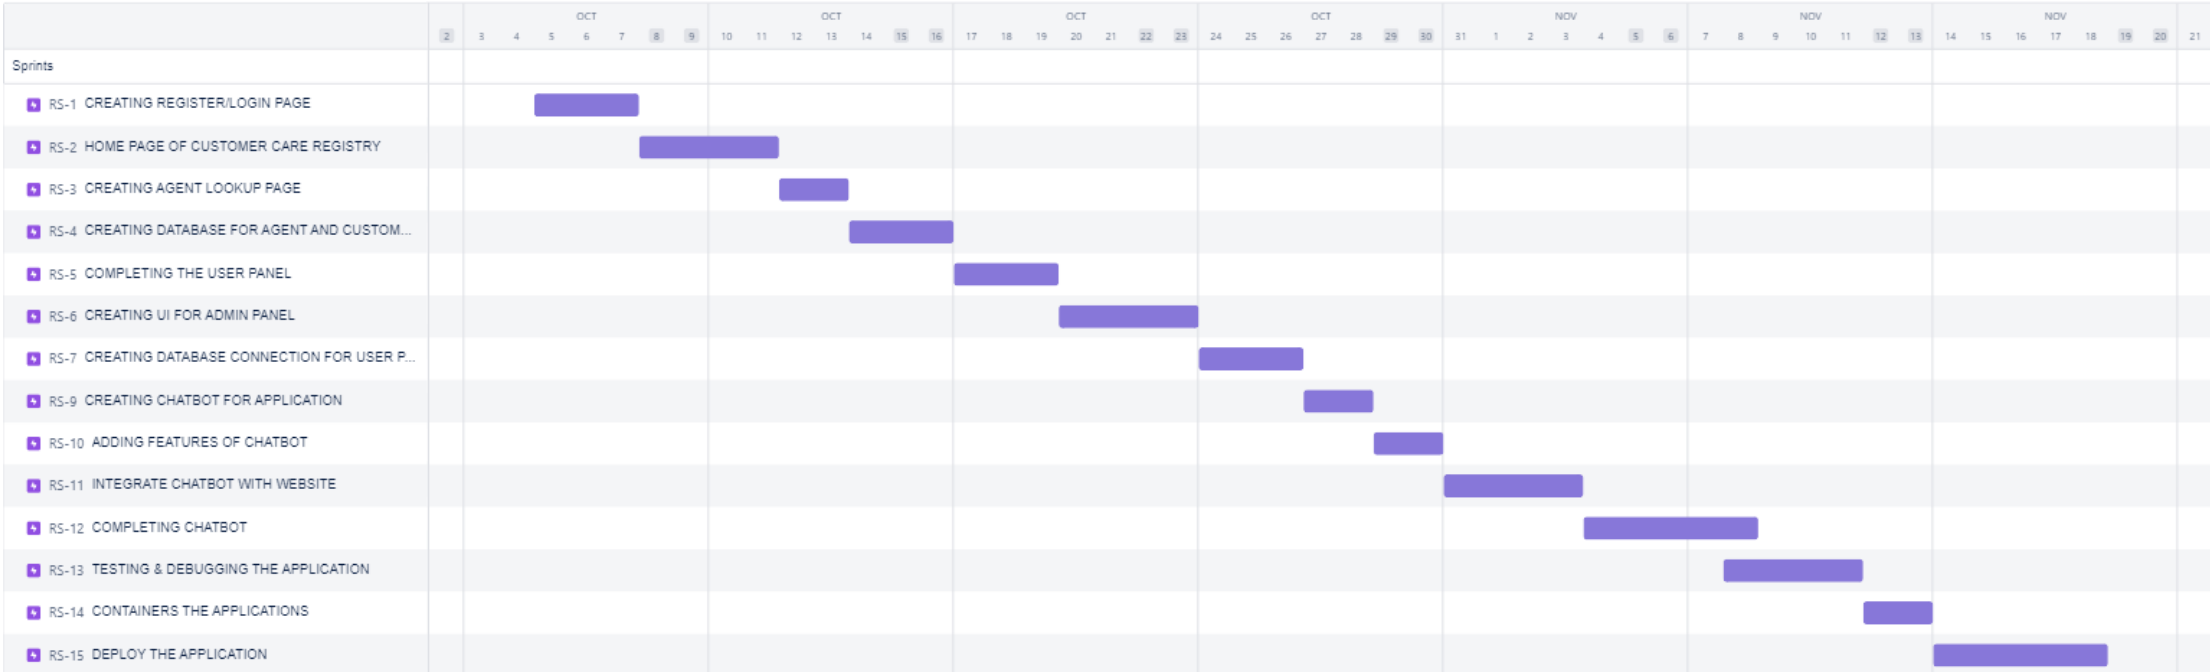 OCT OCT OCT OCT NOV NOV NOV
2 3 4 5 6 7 8 9 10 11 12 13 14 15 16 17 18 19 20 21 22 23 24 25 26 27 28 29 30 31 1 2 3 4 5 6 7 8 9 10 11 12 13 14 15 16 17 18 19 20 21
Sprints
RS-1 CREATING REGISTER/LOGIN PAGE
RS-2 HOME PAGE OF CUSTOMER CARE REGISTRY
RS-3 CREATING AGENT LOOKUP PAGE
RS-4 CREATING DATABASE FOR AGENT AND CUSTOM...
RS-5 COMPLETING THE USER PANEL
RS-6 CREATING UI FOR ADMIN PANEL
RS-7 CREATING DATABASE CONNECTION FOR USER P...
RS-9 CREATING CHATBOT FOR APPLICATION
RS-10 ADDING FEATURES OF CHATBOT
RS-11 INTEGRATE CHATBOT WITH WEBSITE
RS-12 COMPLETING CHATBOT
RS-13 TESTING & DEBUGGING THE APPLICATION
RS-14 CONTAINERS THE APPLICATIONS
RS-15 DEPLOY THE APPLICATION